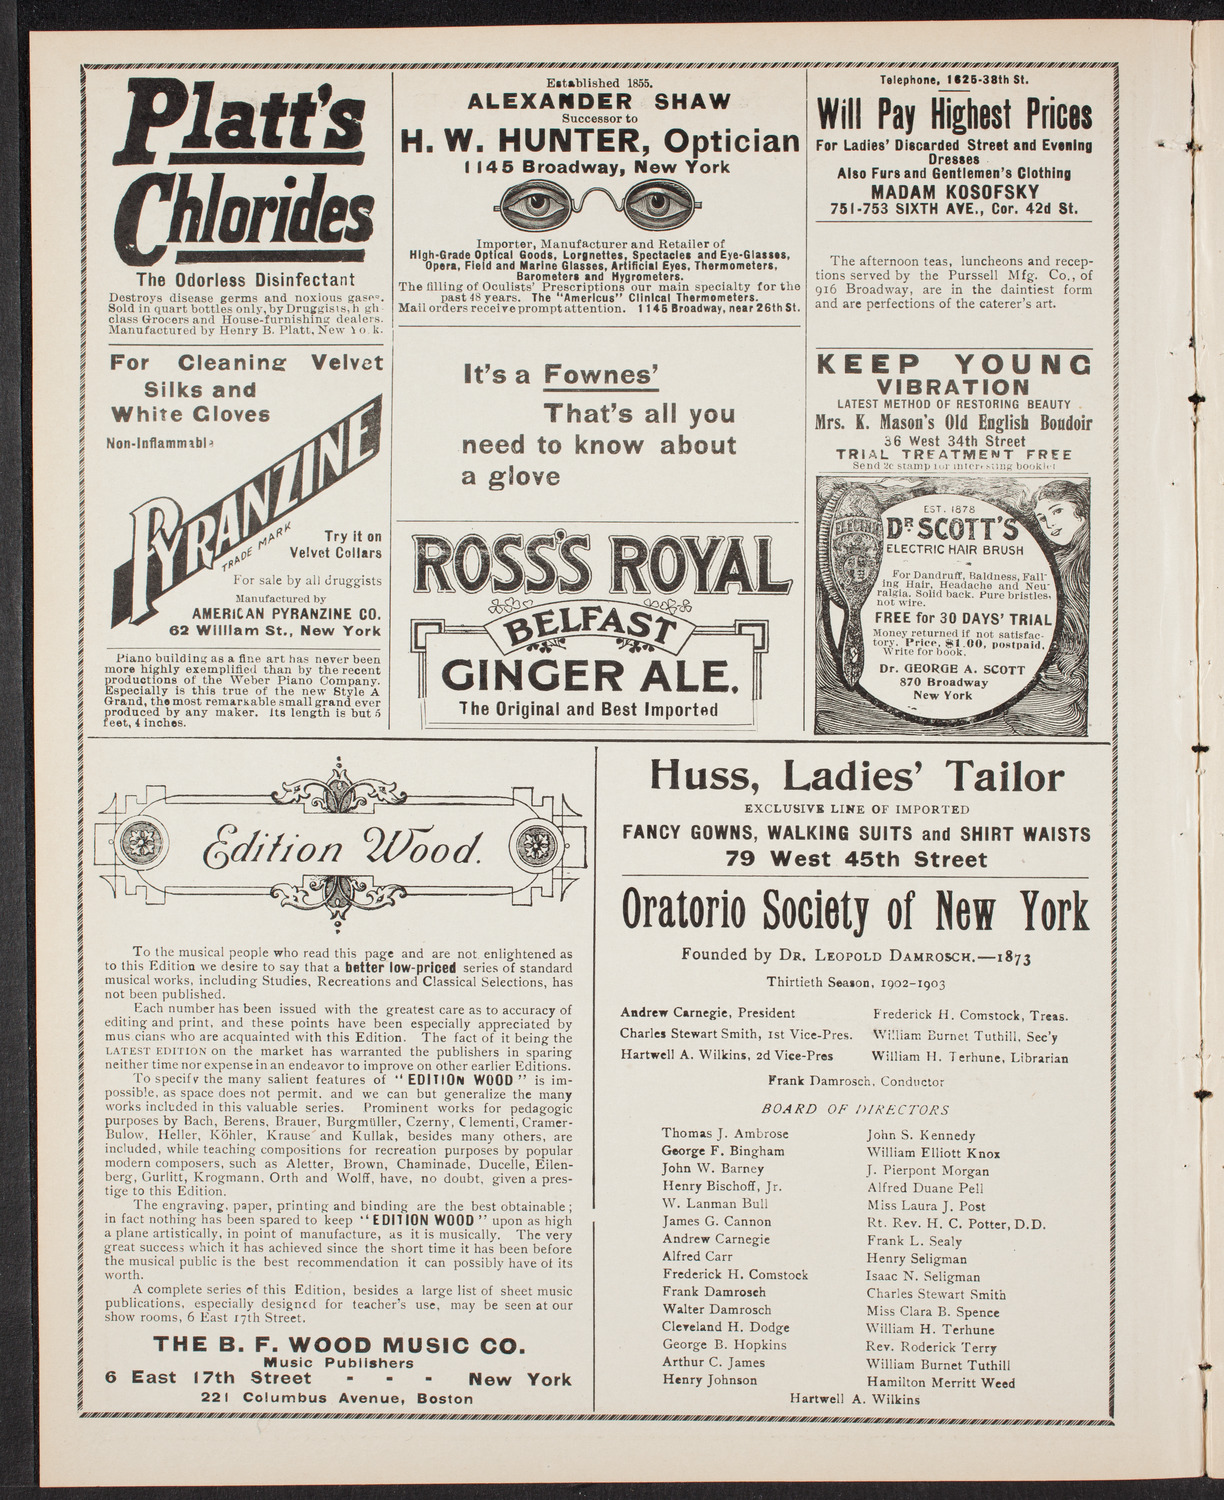 Platt's
Chlorides
The Odorless Disinfectant
Destroys disease germs and noxious gases.
Sold in quart bottles only, by Druggists, h gh-
class Grocers and House-furnishing dealers.
Manufactured by Henry B. Platt, New Yo k.
For Cleaning Velvet
Silks and
White Gloves
Non-Inflammable
PYRANZINE
TRADE MARK
Try it on
Velvet Collars
For sale by all druggists
Manufactured by
AMERICAN PYRANZINE CO.
62 William St., New York
Piano building as a fine art has never been
more highly exemplified than by the recent
productions of the Weber Piano Company.
Especially is this true of the new Style A
Grand, the most remarkable small grand ever
produced by any maker. Its length is but 5
feet, 4 inches.
Established 1855.
ALEXANDER SHAW
Successor to
H. W. HUNTER, Optician
1145 Broadway, New York
Importer, Manufacturer and Retailer of
High-Grade Optical Goods, Lorgnettes, Spectacles and Eye-Glasses,
Opera, Field and Marine Glasses, Artificial Eyes, Thermometers,
Barometers and Hygrometers.
The filling of Oculists' Prescriptions our main specialty for the
past 48 years. The "Americus" Clinical Thermometers.
Mail orders receive prompt attention. 1145 Broadway, near 26th St.
It's a Fownes'
That's all you
need to know about
a glove
ROSS'S ROYAL
BELFAST
GINGER ALE.
The Original and Best Imported
Telephone, 1625-38th St.
Will Pay Highest Prices
For Ladies' Discarded Street and Evening
Dresses
Also Furs and Gentlemen's Clothing
MADAM KOSOFSKY
751-753 SIXTH AVE., Cor. 42d St.
The afternoon teas, luncheons and recep-
tions served by the Purssell Mfg. Co., of
916 Broadway, are in the daintiest form
and are perfections of the caterer's art.
KEEP YOUNG
VIBRATION
LATEST METHOD OF RESTORING BEAUTY
Mrs. K. Mason's Old English Boudoir
36 West 34th Street
TRIAL TREATMENT FREE
Send 2c stamp for interesting booklet
ELECTRIC
EST. 1878
DR SCOTT'S
ELECTRIC HAIR BRUSH
For Dandruff, Baldness, Fall-
ing Hair, Headache and Neu-
ralgia. Solid back. Pure bristles,
not wire.
FREE for 30 DAYS' TRIAL
Money returned if not satisfac-
tory. Price, $1.00, postpaid.
Write for book.
Dr. GEORGE A. SCOTT
870 Broadway
New York
Edition Wood.
To the musical people who read this page and are not enlightened as
to this Edition we desire to say that a better low-priced series of standard
musical works, including Studies, Recreations and Classical Selections, has
not been published.
Each number has been issued with the greatest care as to accuracy of
editing and print, and these points have been especially appreciated by
mus cians who are acquainted with this Edition. The fact of it being the
LATEST EDITION on the market has warranted the publishers in sparing
neither time nor expense in an endeavor to improve on other earlier Editions.
To specify the many salient features of "EDITION WOOD" is im-
possible, as space does not permit, and we can but generalize the many
works included in this valuable series. Prominent works for pedagogic
purposes by Bach, Berens, Brauer, Burgmüller, Czerny, Clementi, Cramer-
Bulow, Heller, Köhler, Krause and Kullak, besides many others, are
included, while teaching compositions for recreation purposes by popular
modern composers, such as Aletter, Brown, Chaminade, Ducelle, Eilen-
berg, Gurlitt, Krogmann, Orth and Wolff, have, no doubt, given a pres-
tige to this Edition.
The engraving, paper, printing and binding are the best obtainable;
in fact nothing has been spared to keep "EDITION WOOD" upon as high
a plane artistically, in point of manufacture, as it is musically. The very
great success which it has achieved since the short time it has been before
the musical public is the best recommendation it can possibly have of its
worth.
A complete series of this Edition, besides a large list of sheet music
publications, especially designed for teacher's use, may be seen at our
show rooms, 6 East 17th Street.
THE B. F. WOOD MUSIC CO.
Music Publishers
6 East 17th Street - - - New York
221 Columbus Avenue, Boston
Huss, Ladies' Tailor
EXCLUSIVE LINE OF IMPORTED
FANCY GOWNS, WALKING SUITS and SHIRT WAISTS
79 West 45th Street
Oratorio Society of New York
Founded by DR. LEOPOLD DAMROSCH.—1873
Thirtieth Season, 1902-1903
Andrew Carnegie, President
Charles Stewart Smith, 1st Vice-Pres.
Hartwell A. Wilkins, 2d Vice-Pres
Frederick H. Comstock, Treas.
William Burnet Tuthill, Sec'y
William H. Terhune, Librarian
Frank Damrosch, Conductor
BOARD OF DIRECTORS
Thomas J. Ambrose
George F. Bingham
John W. Barney
Henry Bischoff, Jr.
W. Lanman Bull
James G. Cannon
Andrew Carnegie
Alfred Carr
Frederick H. Comstock
Frank Damrosch
Walter Damrosch
Cleveland H. Dodge
George B. Hopkins
Arthur C. James
Henry Johnson
John S. Kennedy
William Elliott Knox
J. Pierpont Morgan
Alfred Duane Pell
Miss Laura J. Post
Rt. Rev. H. C. Potter, D.D.
Frank L. Sealy
Henry Seligman
Isaac N. Seligman
Charles Stewart Smith
Miss Clara B. Spence
William H. Terhune
Rev. Roderick Terry
William Burnet Tuthill
Hamilton Merritt Weed
Hartwell A. Wilkins